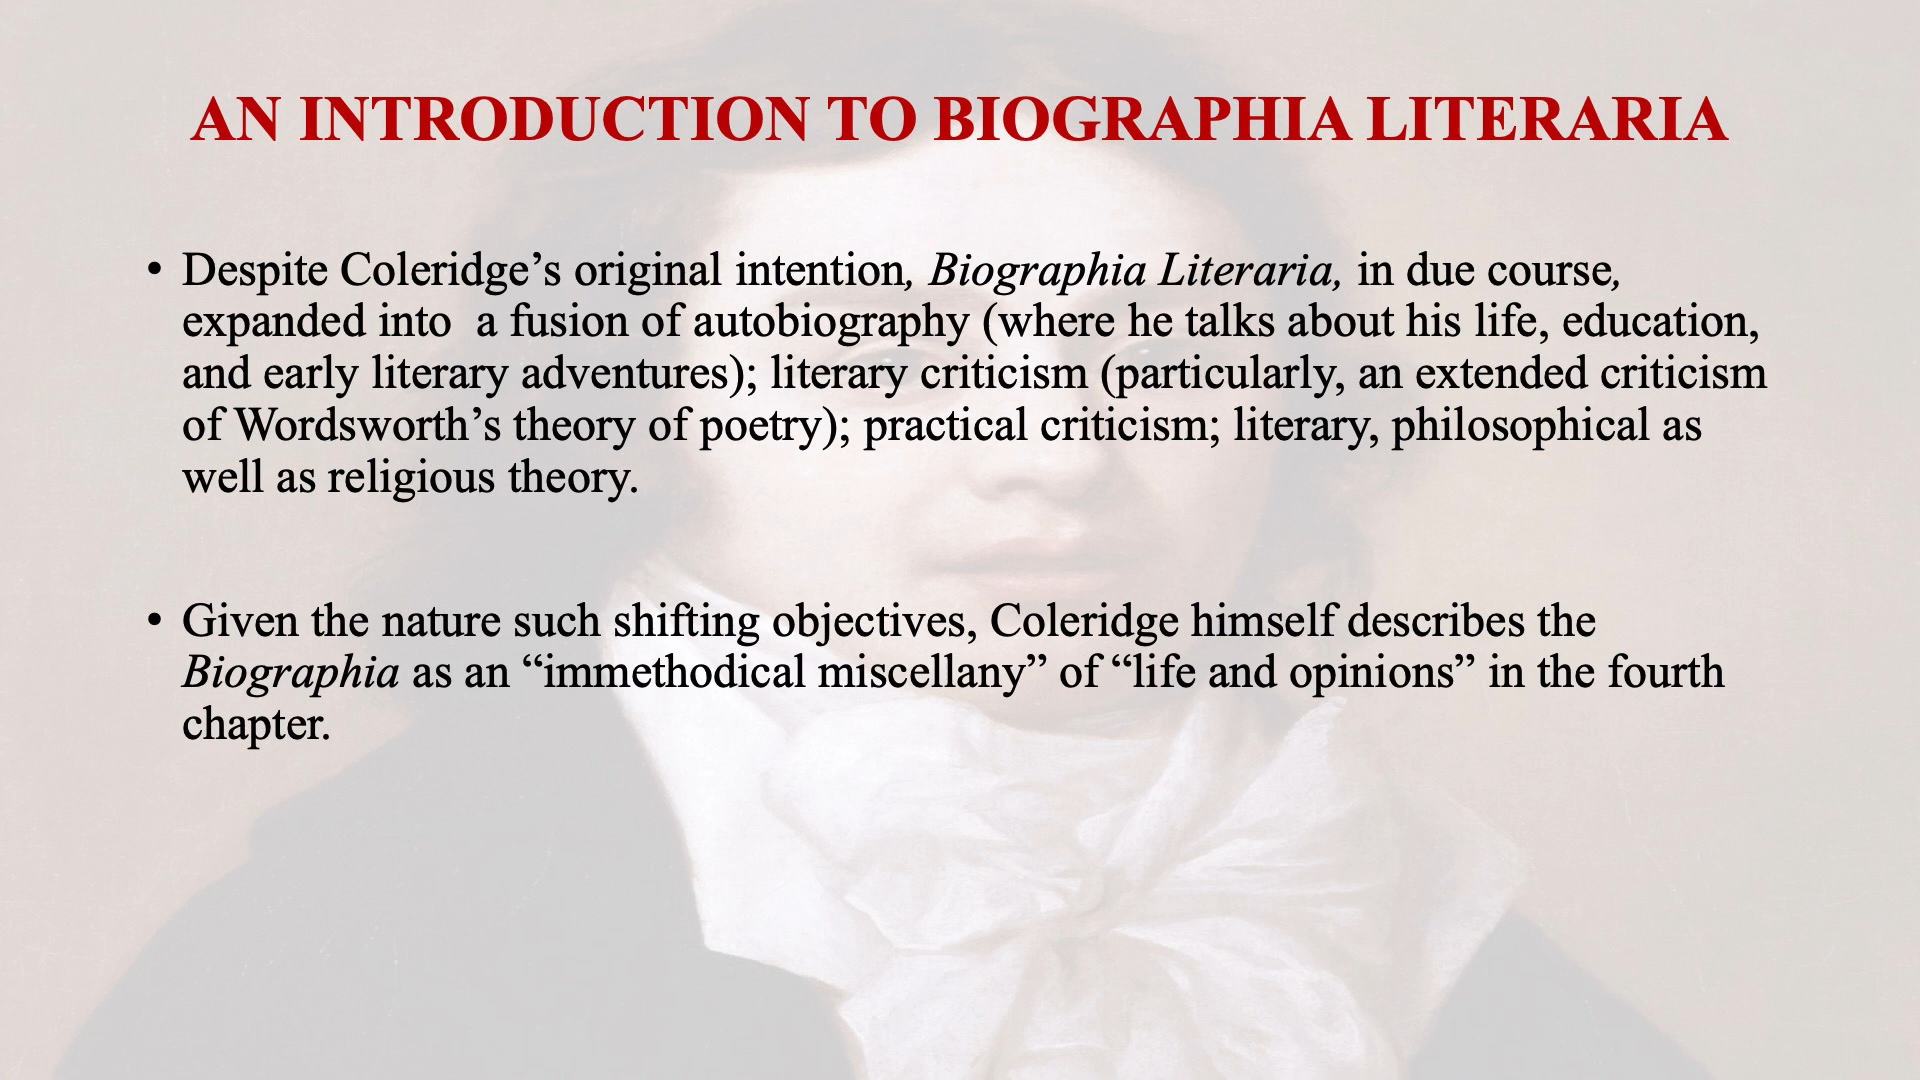 AN INTRODUCTION TO BIOGRAPHIA LITERARIA
• Despite Coleridge’s original intention, Biographia Literaria, in due course,
expanded into  a fusion of autobiography (where he talks about his life, education,
and early literary adventures); literary criticism (particularly, an extended criticism
of Wordsworth’s theory of poetry); practical criticism; literary, philosophical as
well as religious theory.
• Given the nature such shifting objectives, Coleridge himself describes the
Biographia as an “immethodical miscellany” of “life and opinions” in the fourth
chapter.